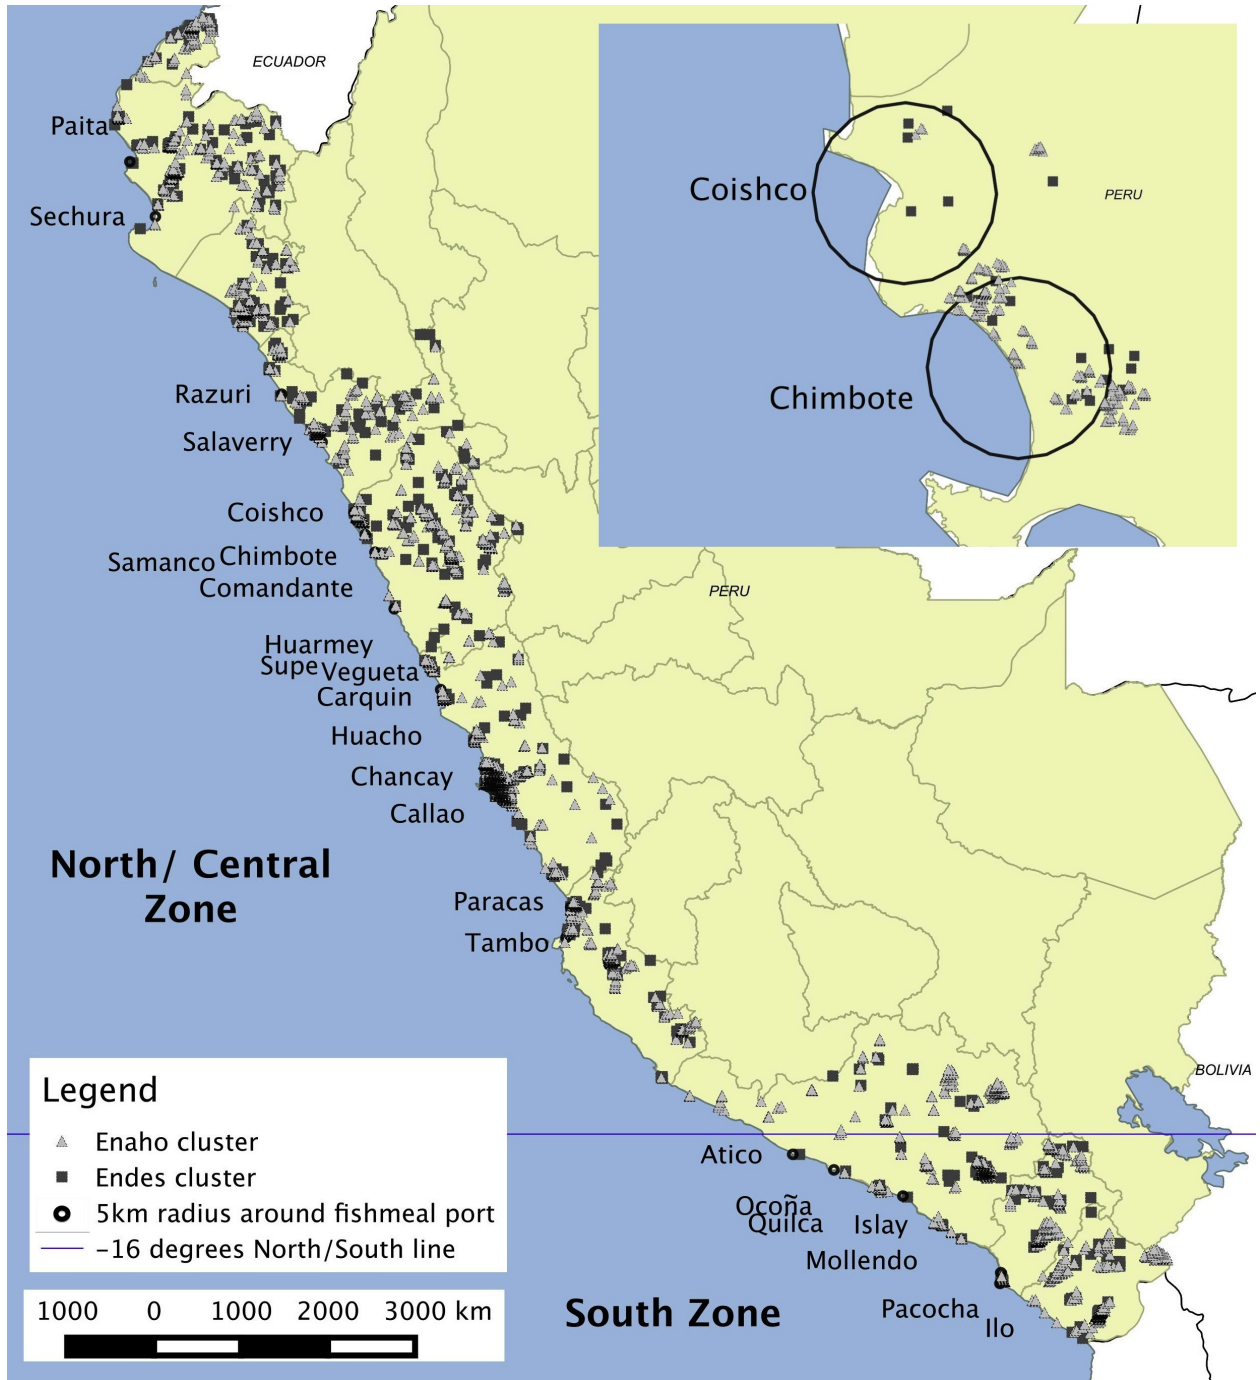 ECUADOR
Paita
Sechura
Coishco
PERU
Chimbote
Razuri
Salaverry
Coishco
Samanco Chimbote
Comandante
PERU
Huarmey
Supe Vegueta
Carquin
Huacho
Chancay
Callao
North/ Central
Zone
Paracas
Tambo
BOLIVIA
Legend
Enaho cluster
Endes cluster
5km radius around fishmeal port
-16 degrees North/South line
Atico
Ocoña
Quilca
Islay
Mollendo
Pacocha
Ilo
South Zone
1000 0 1000 2000 3000 km